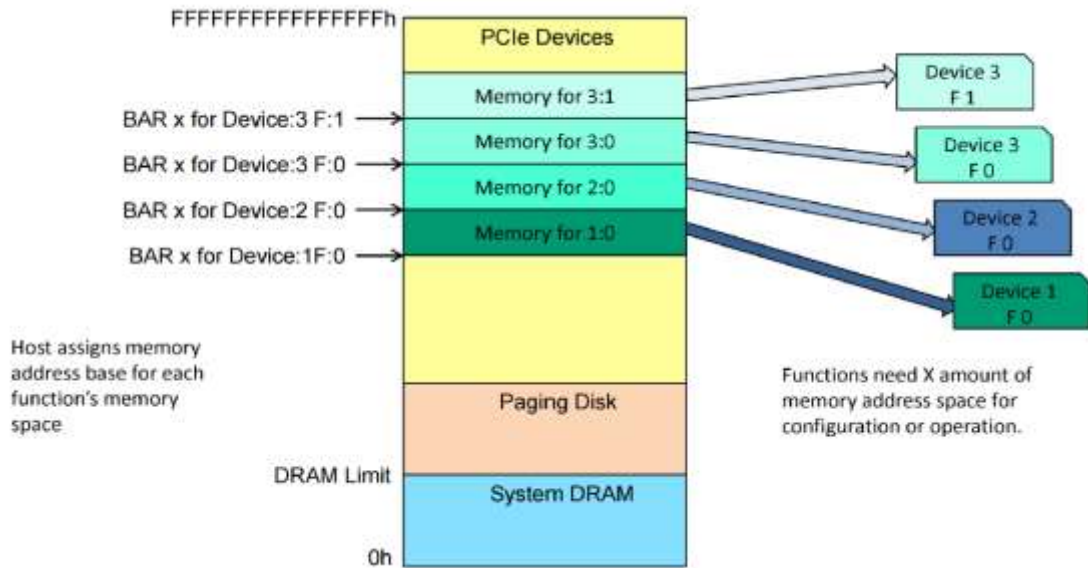 FFFFFFFFFFFFFFFFh
PCIe Devices
Memory for 3:1
BAR x for Device:3 F:1
Memory for 3:0
BAR x for Device:3 F:0
Memory for 2:0
BAR x for Device:2 F:0
Memory for 1:0
BAR x for Device:1F:0
Device 3
F 1
Device 3
F 0
Device 2
F 0
Device 1
F 0
Host assigns memory
address base for each
function's memory
space
Functions need X amount of
memory address space for
configuration or operation.
Paging Disk
DRAM Limit
System DRAM
0h